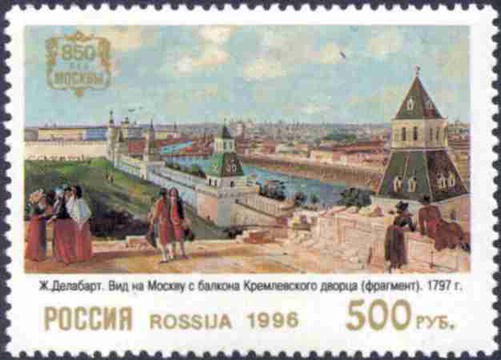 850
ЛЕТ
МОСКВЫ
Ж.Делабарт. Вид на Москву с балкона Кремлевского дворца (фрагмент). 1797 г.
РОССИЯ ROSSIJA 1996 500 РУБ.